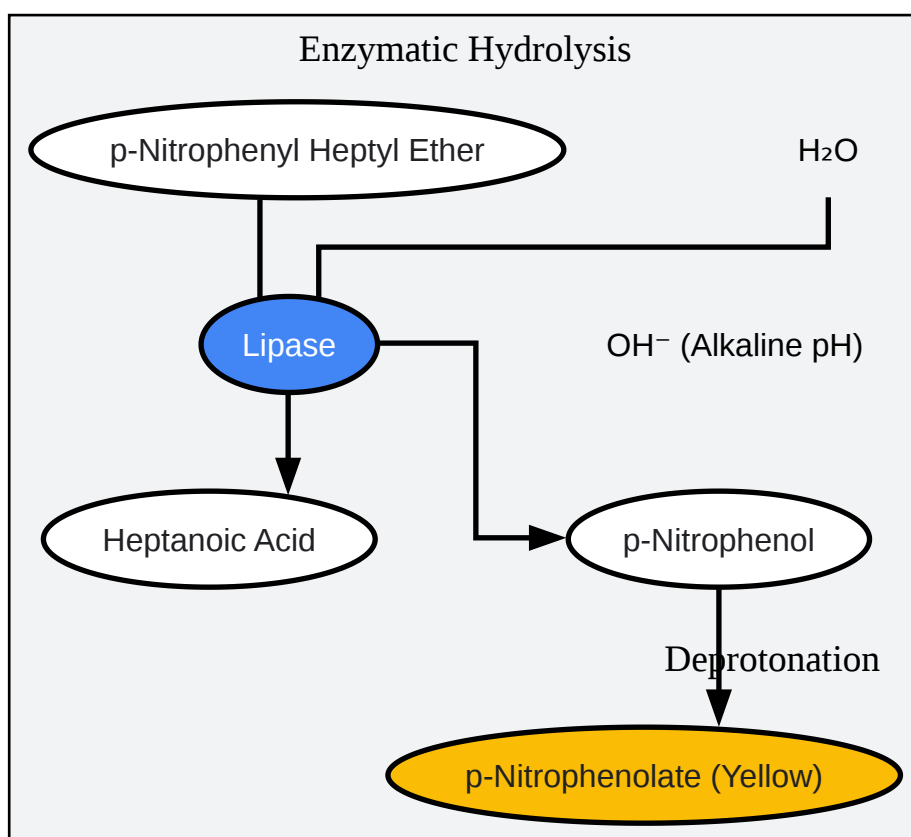 Enzymatic Hydrolysis
p-Nitrophenyl Heptyl Ether
H₂O
Lipase
OH⁻ (Alkaline pH)
Heptanoic Acid
p-Nitrophenol
Deprotonation
p-Nitrophenolate (Yellow)